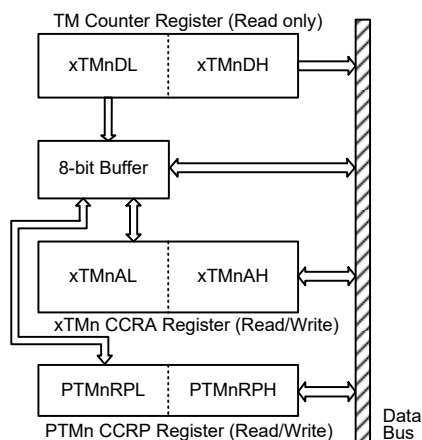 TM Counter Register (Read only)
xTMnDL xTMnDH
8-bit Buffer
xTMnAL xTMnAH
xTMn CCRA Register (Read/Write)
PTMnRPL PTMnRPH
PTMn CCRP Register (Read/Write)
Data
Bus